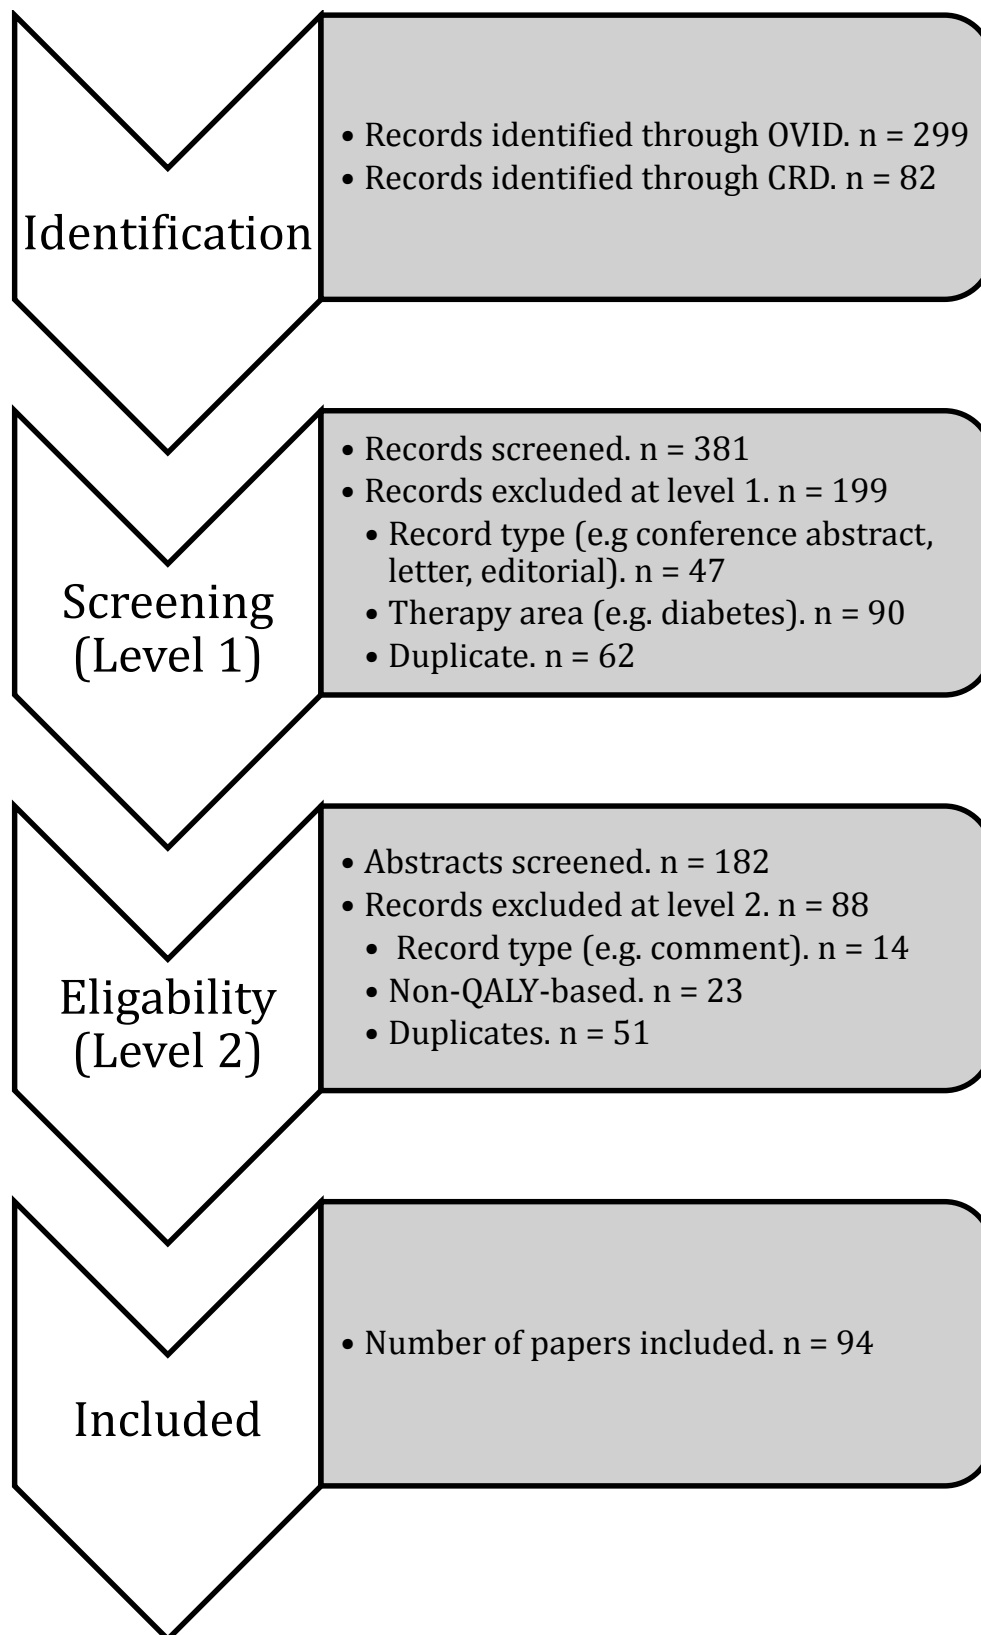 Identification
• Records identified through OVID. n = 299
• Records identified through CRD. n = 82
Screening
(Level 1)
• Records screened. n = 381
• Records excluded at level 1. n = 199
• Record type (e.g conference abstract,
letter, editorial). n = 47
• Therapy area (e.g. diabetes). n = 90
• Duplicate. n = 62
Eligability
(Level 2)
• Abstracts screened. n = 182
• Records excluded at level 2. n = 88
• Record type (e.g. comment). n = 14
• Non-QALY-based. n = 23
• Duplicates. n = 51
Included
• Number of papers included. n = 94